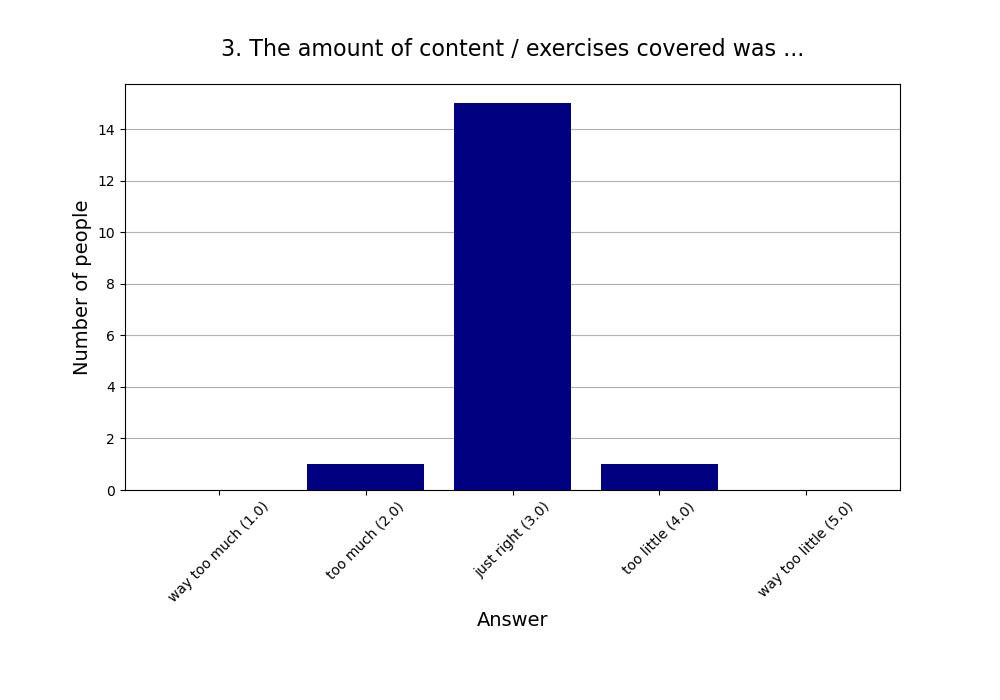 3. The amount of content / exercises covered was ...
Number of people
14
12
10
8
6
4
2
0
way too much (1.0)
too much (2.0)
just right (3.0)
too little (4.0)
way too little (5.0)
Answer